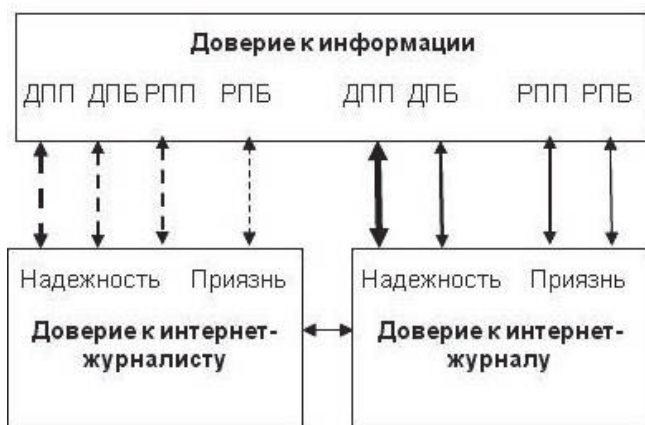 Доверие к информации
ДПП ДПБ РПП РПБ ДПП ДПБ РПП РПБ
Надежность Приязнь
Доверие к интернет-
журналисту
Надежность Приязнь
Доверие к интернет-
журналу